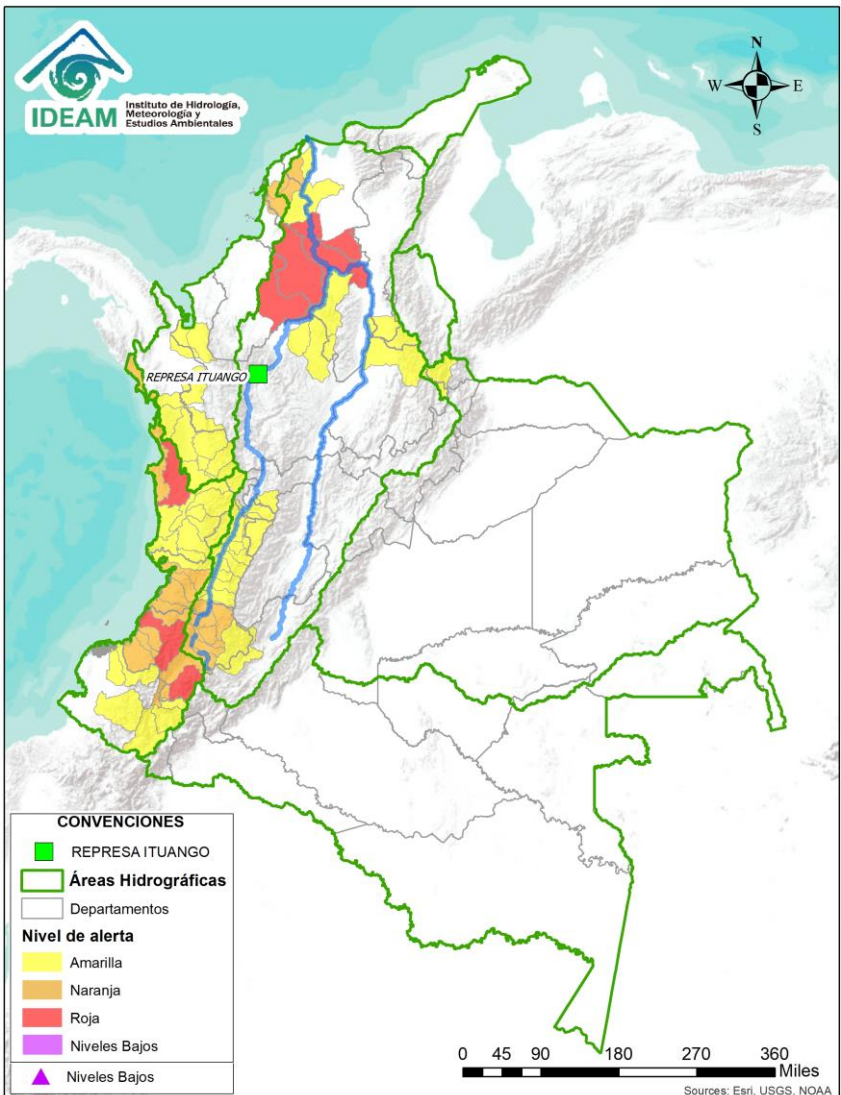 IDEAM
Instituto de Hidrología,
Meteorología y
Estudios Ambientales
N
W
E
S
REPRESA ITUANGO
CONVENCIONES
REPRESA ITUANGO
Áreas Hidrográficas
Departamentos
Nivel de alerta
Amarilla
Naranja
Roja
Niveles Bajos
Niveles Bajos
0 45 90 180 270 360
Miles
Sources: Esri, USGS, NOAA